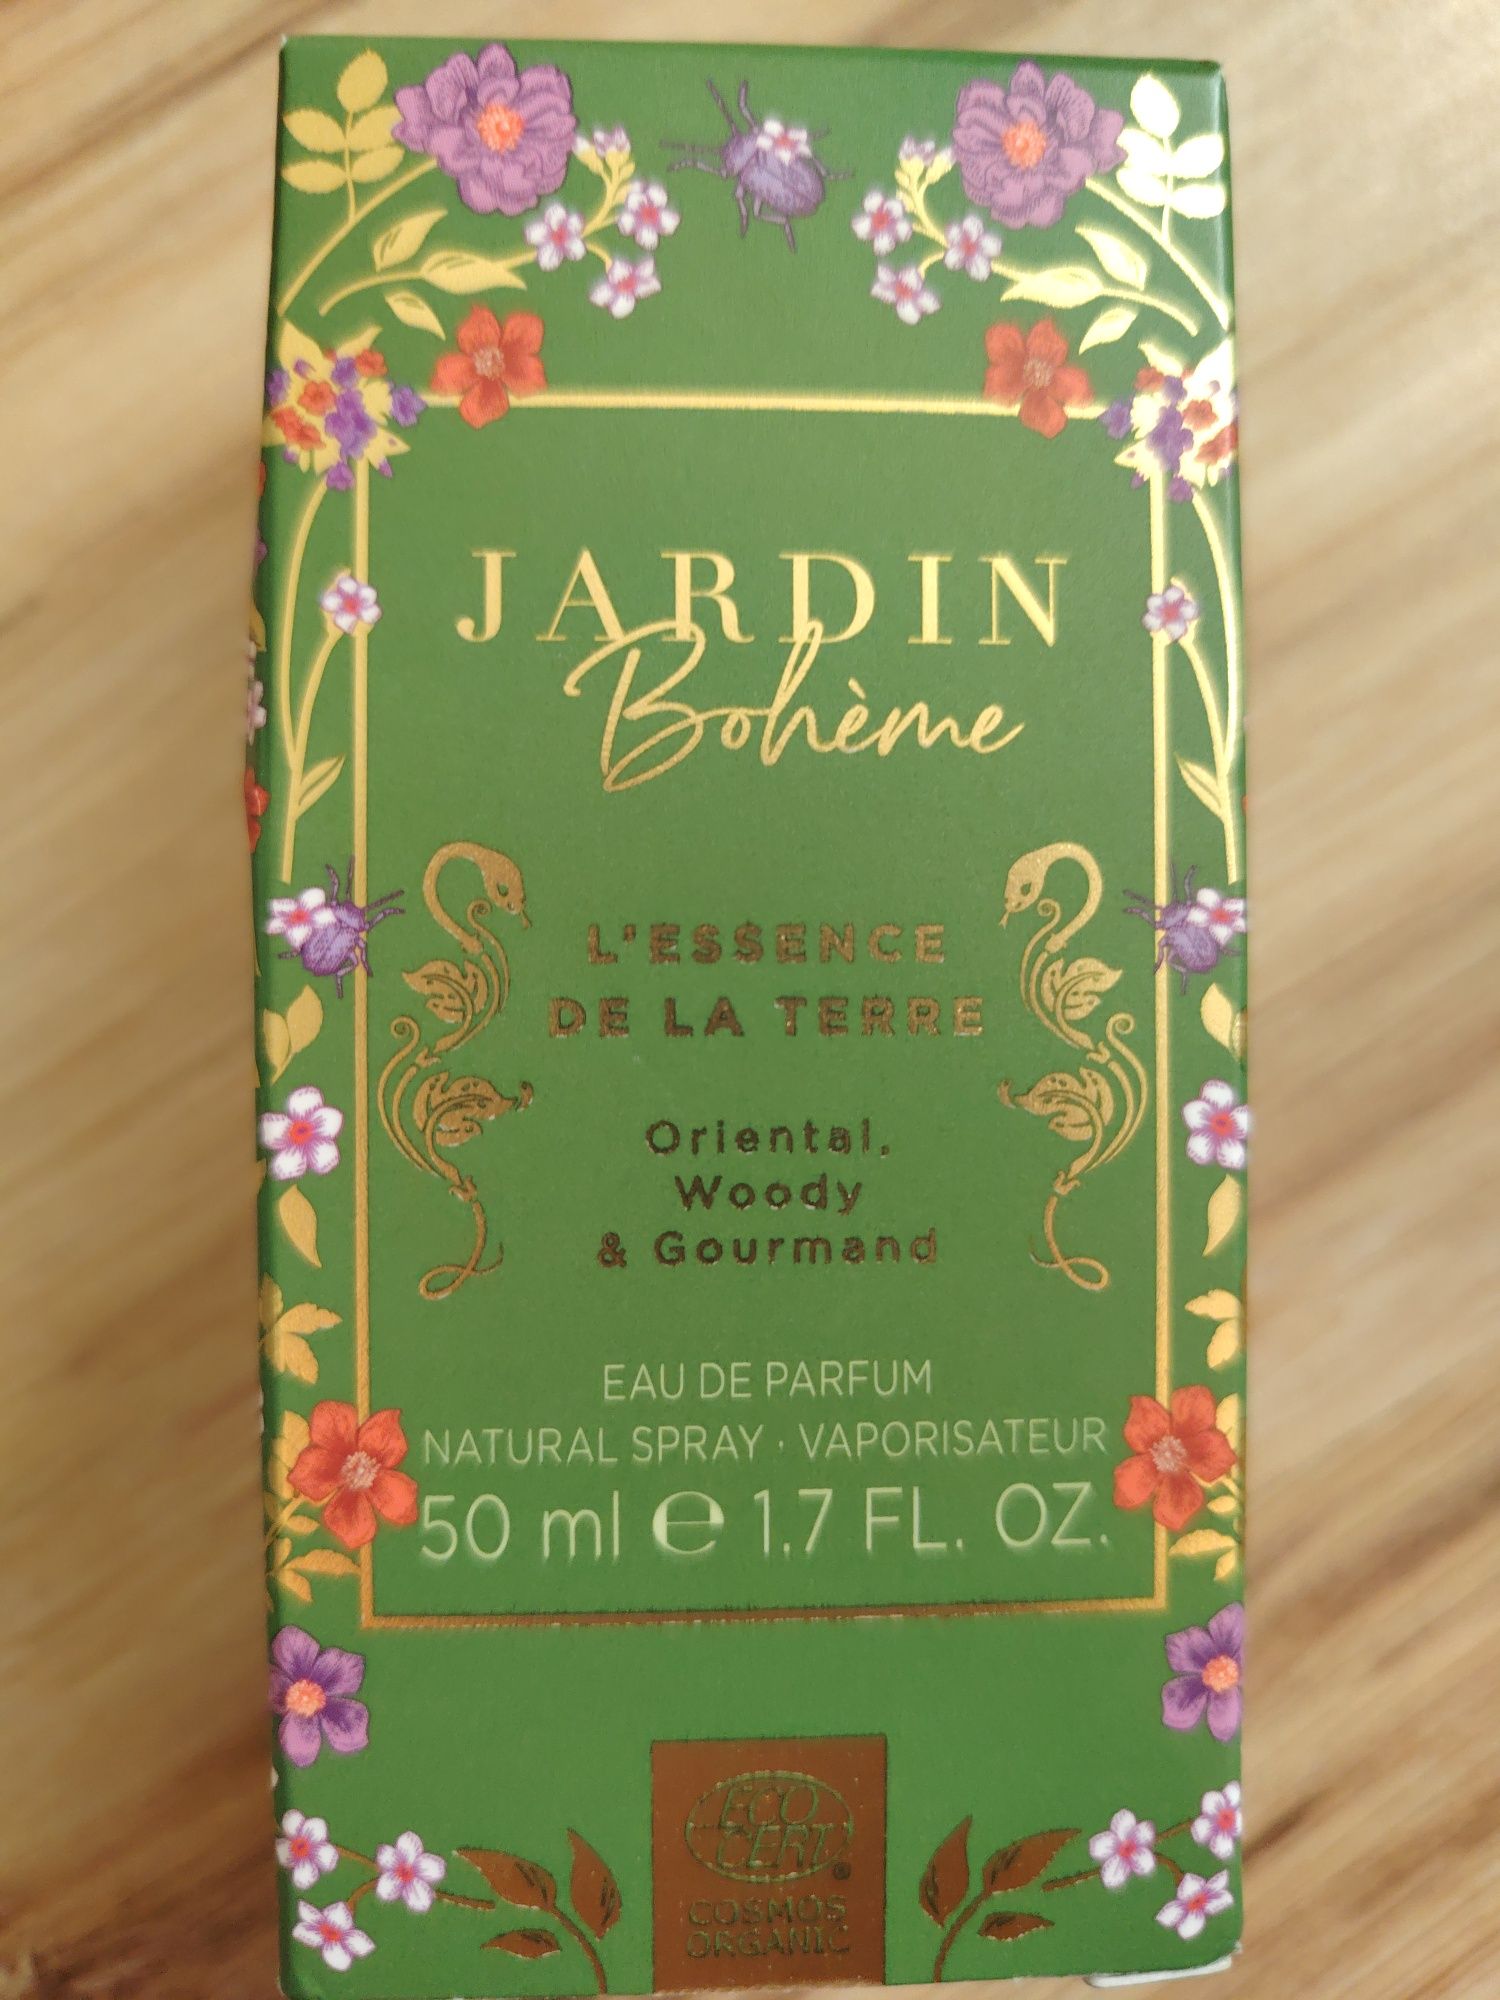 JARDIN
Bohème
L'ESSENCE
DE LA TERRE
Oriental,
Woody
& Gourmand
EAU DE PARFUM
NATURAL SPRAY · VAPORISATEUR
50 ml ℮ 1.7 FL. OZ.
ECO
CERT®
COSMOS
ORGANIC